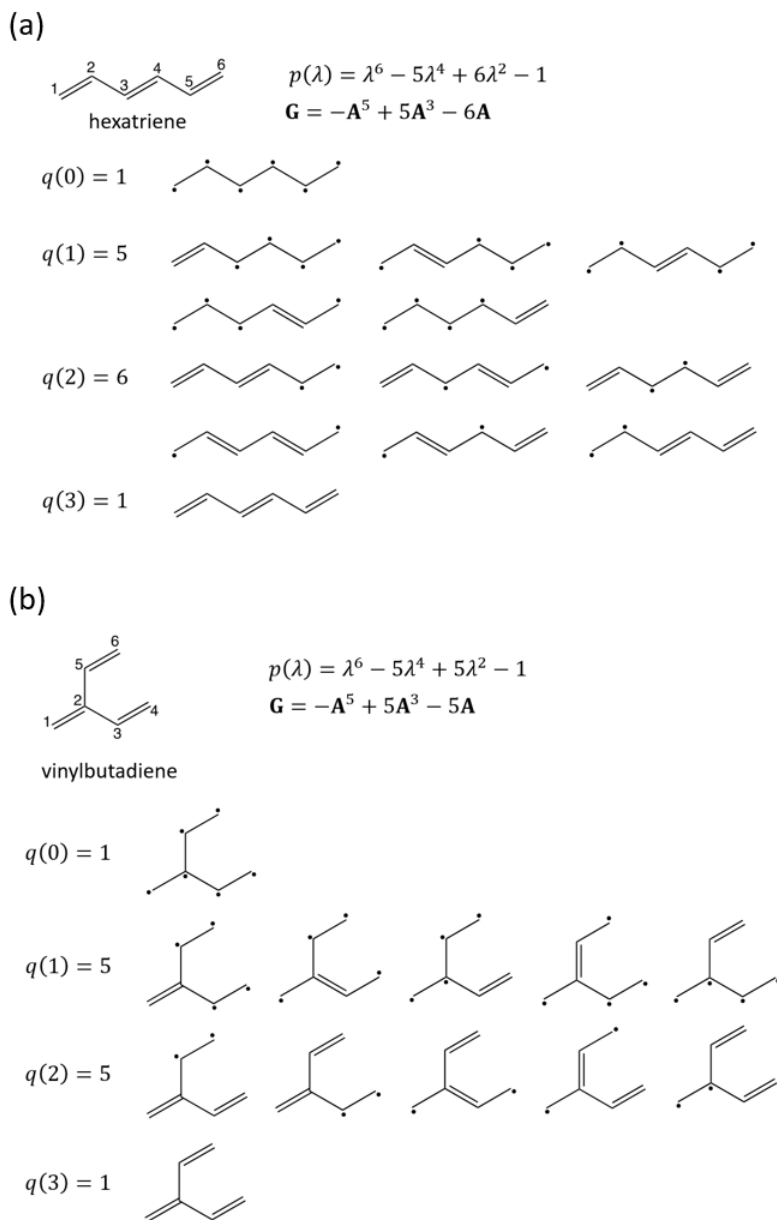 (a)
1 2 3 4 5 6
p(λ) = λ⁶ − 5λ⁴ + 6λ² − 1
hexatriene
G = −A⁵ + 5A³ − 6A
q(0) = 1
q(1) = 5
q(2) = 6
q(3) = 1
(b)
6
5
p(λ) = λ⁶ − 5λ⁴ + 5λ² − 1
2
G = −A⁵ + 5A³ − 5A
1 4
3
vinylbutadiene
q(0) = 1
q(1) = 5
q(2) = 5
q(3) = 1